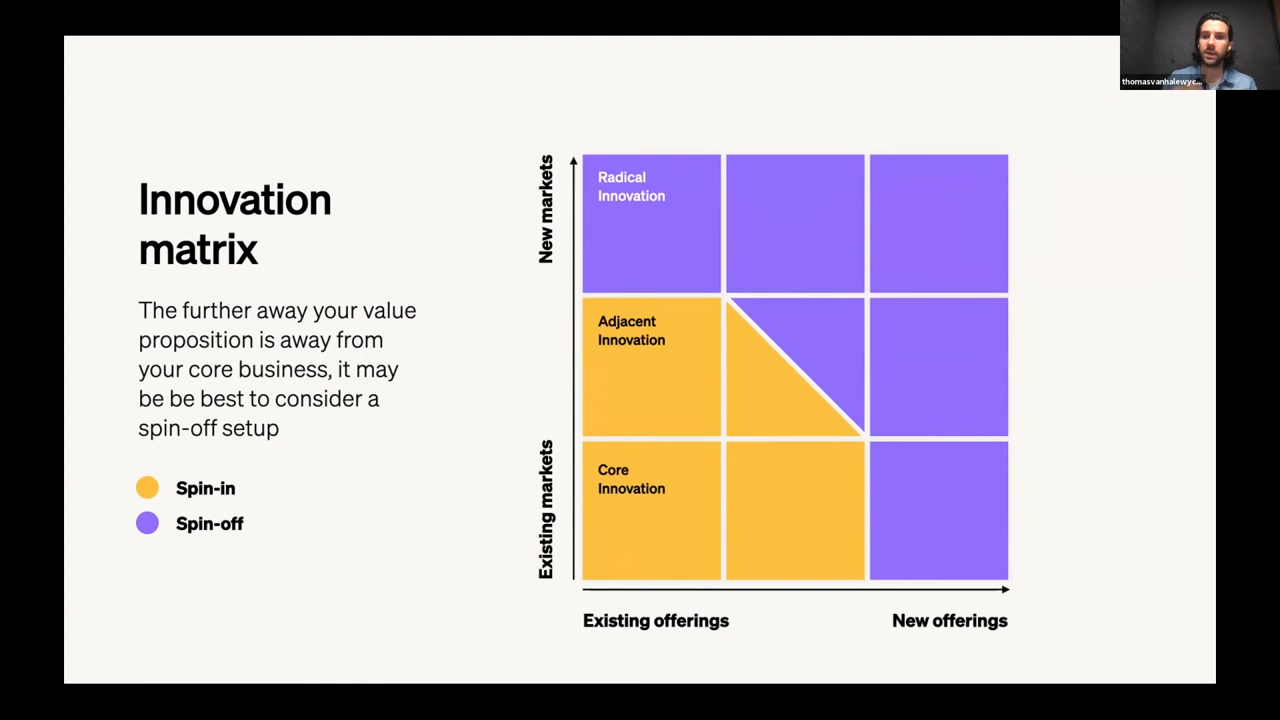 thomasvanhalewyc...
Innovation
matrix
The further away your value
proposition is away from
your core business, it may
be be best to consider a
spin-off setup
Spin-in
Spin-off
New markets
Existing markets
Radical
Innovation
Adjacent
Innovation
Core
Innovation
Existing offerings
New offerings